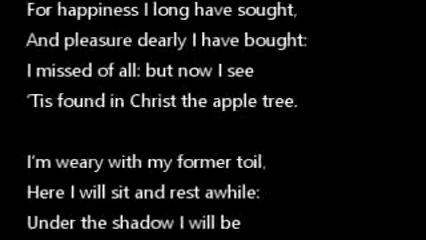 For happiness I long have sought,
And pleasure dearly I have bought:
I missed of all: but now I see
'Tis found in Christ the apple tree.
I'm weary with my former toil,
Here I will sit and rest awhile:
Under the shadow I will be